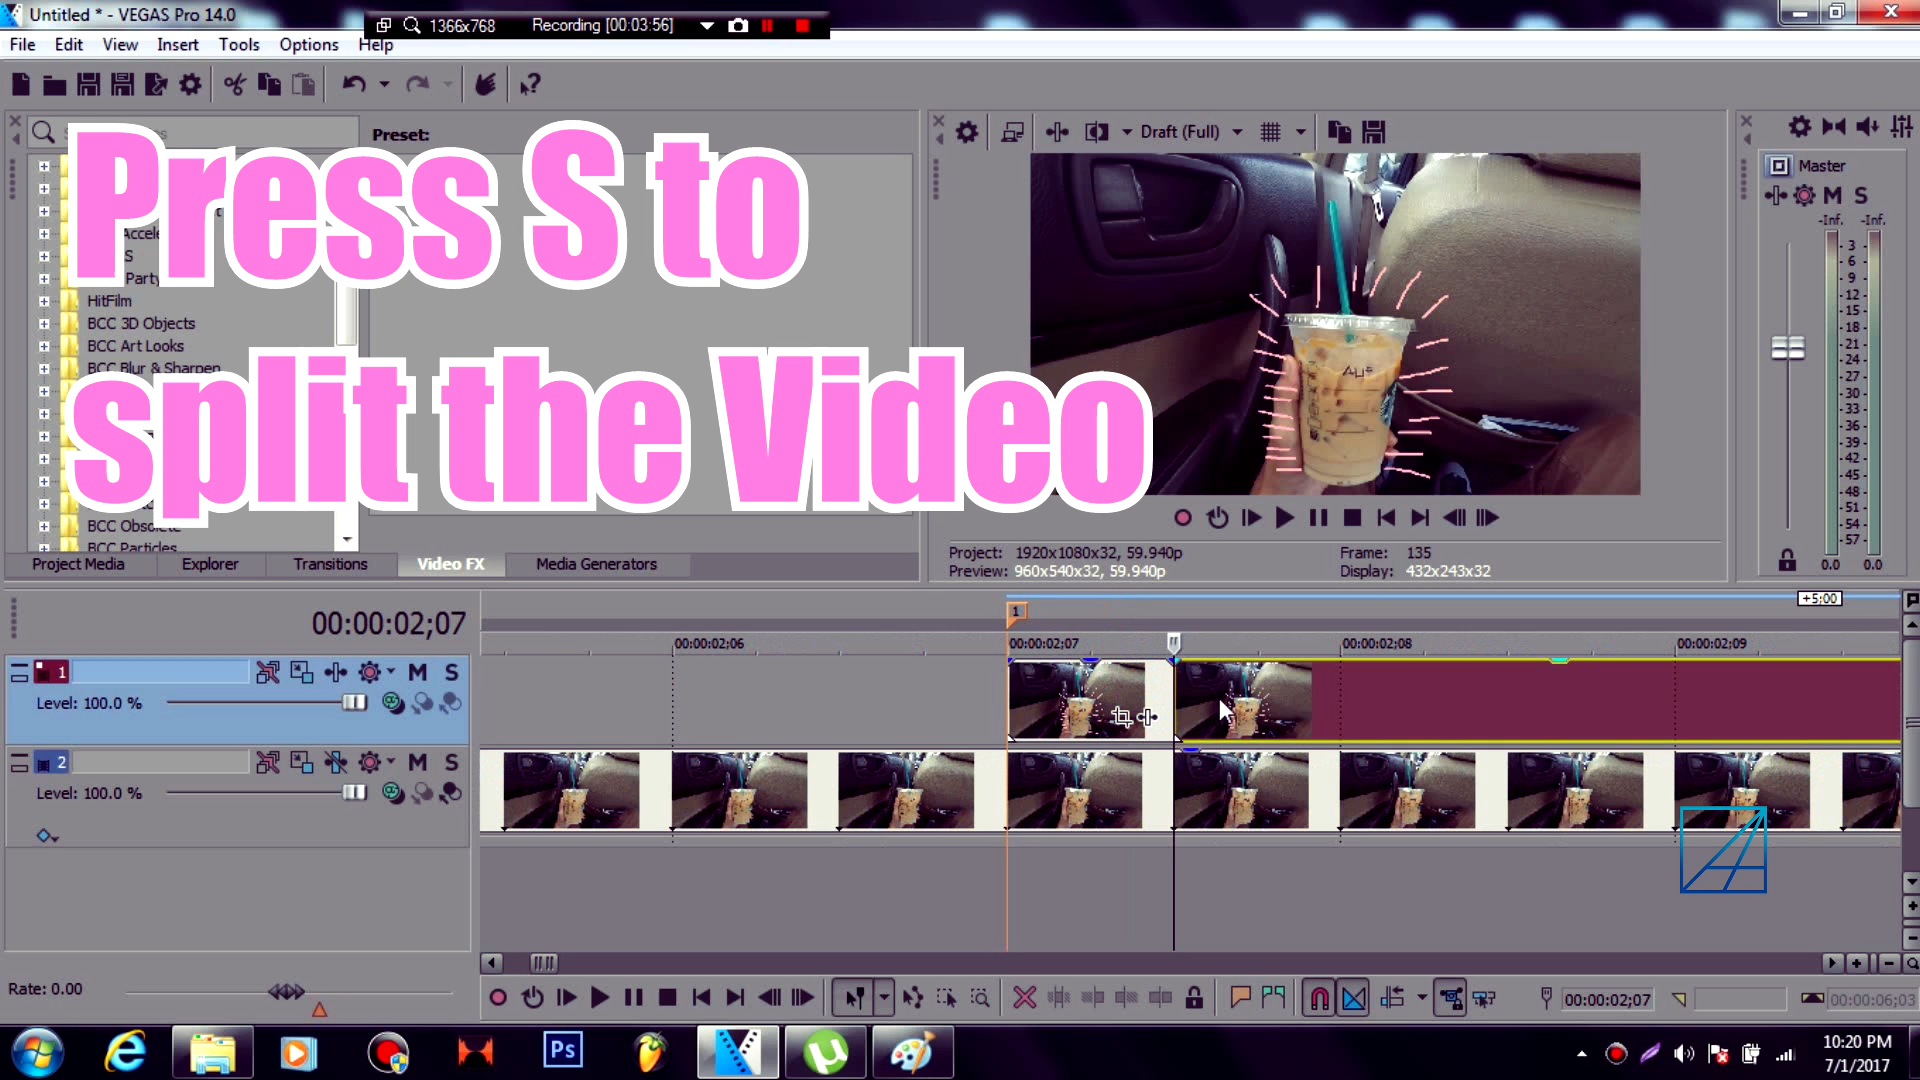 Untitled * - VEGAS Pro 14.0
1366x768 Recording [00:03:56]
File Edit View Insert Tools Options Help
Preset:
Draft (Full)
Press S to
split the Video
Party
HitFilm
BCC 3D Objects
BCC Art Looks
BCC Blur & Sharpen
BCC Obsolete
BCC Particles
Project Media Explorer Transitions Video FX Media Generators
Project: 1920x1080x32, 59.940p
Preview: 960x540x32, 59.940p
Frame: 135
Display: 432x243x32
Master
M S
-Inf. -Inf.
3
6
9
12
15
18
21
24
27
30
33
36
39
42
45
48
51
54
57
0.0 0.0
00:00:02;07
1
+5:00
00:00:02;06 00:00:02;07 00:00:02;08 00:00:02;09
1 M S
Level: 100.0 %
2 M S
Level: 100.0 %
Rate: 0.00
00:00:02;07
00:00:06;03
Ps
10:20 PM
7/1/2017